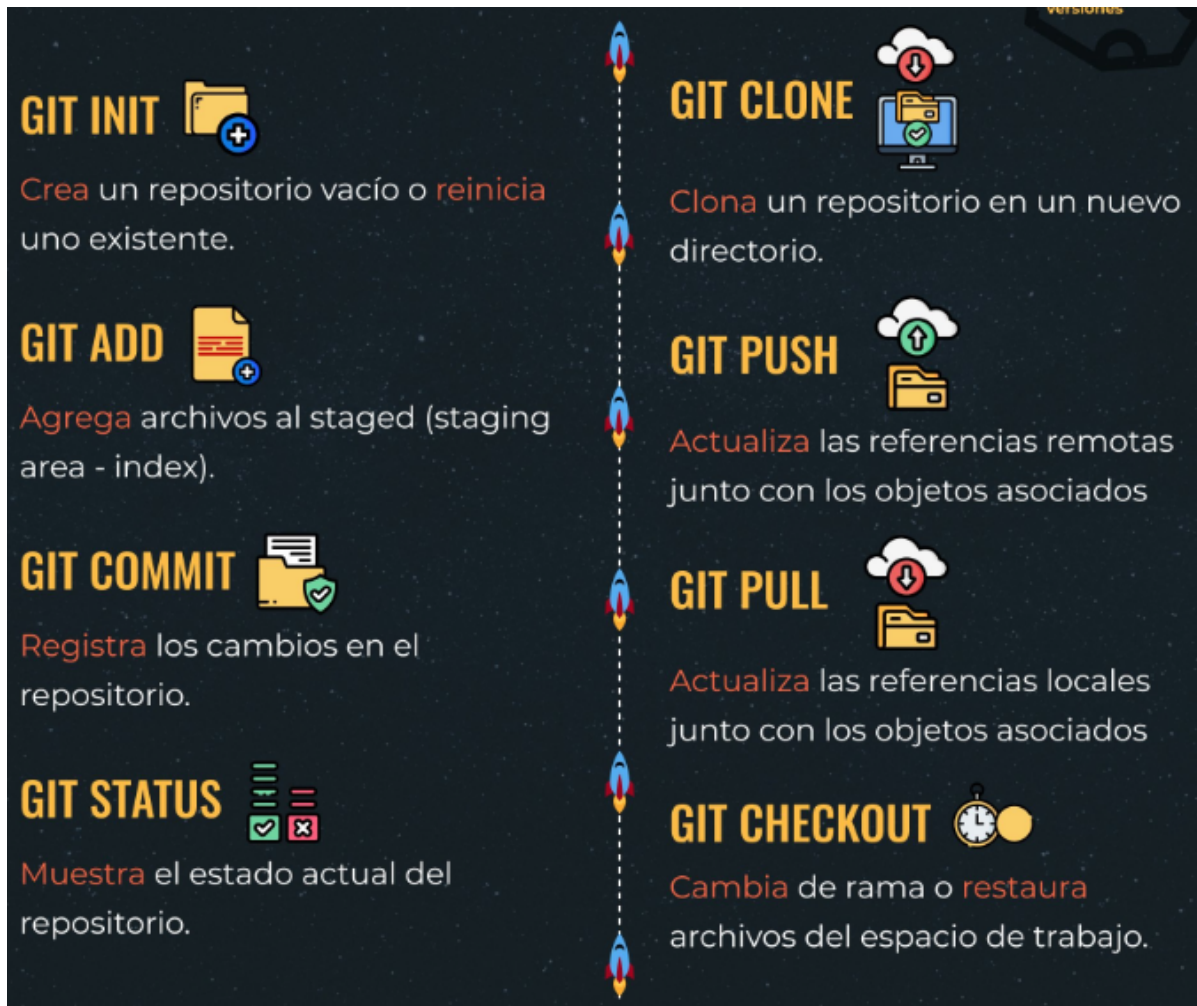 versiones
GIT INIT
Crea un repositorio vacío o reinicia
uno existente.
GIT ADD
Agrega archivos al staged (staging
area - index).
GIT COMMIT
Registra los cambios en el
repositorio.
GIT STATUS
Muestra el estado actual del
repositorio.
GIT CLONE
Clona un repositorio en un nuevo
directorio.
GIT PUSH
Actualiza las referencias remotas
junto con los objetos asociados
GIT PULL
Actualiza las referencias locales
junto con los objetos asociados
GIT CHECKOUT
Cambia de rama o restaura
archivos del espacio de trabajo.